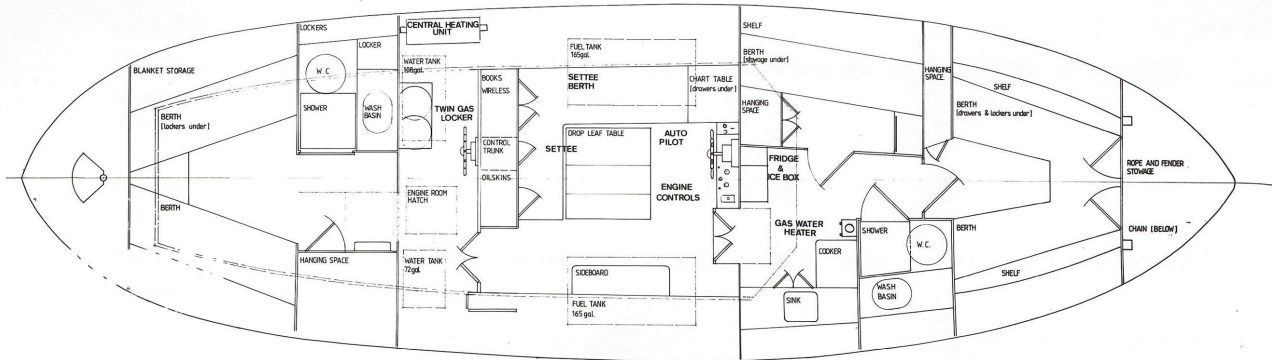 BLANKET STORAGE
BERTH
[lockers under]
BERTH
LOCKERS
LOCKER
W.C.
SHOWER
WASH
BASIN
HANGING SPACE
CENTRAL HEATING
UNIT
WATER TANK
108gal.
TWIN GAS
LOCKER
ENGINE ROOM
HATCH
WATER TANK
72gal.
BOOKS
WIRELESS
CONTROL
TRUNK
OILSKINS
FUEL TANK
165gal.
SETTEE
BERTH
SETTEE
DROP LEAF TABLE
CHART TABLE
[drawers under]
AUTO
PILOT
ENGINE
CONTROLS
SIDEBOARD
FUEL TANK
165 gal.
SHELF
BERTH
[stowage under]
HANGING
SPACE
FRIDGE
&
ICE BOX
GAS WATER
HEATER
COOKER
SINK
SHOWER
W.C.
WASH
BASIN
HANGING
SPACE
SHELF
BERTH
[drawers & lockers under]
BERTH
SHELF
ROPE AND FENDER
STOWAGE
CHAIN [BELOW]